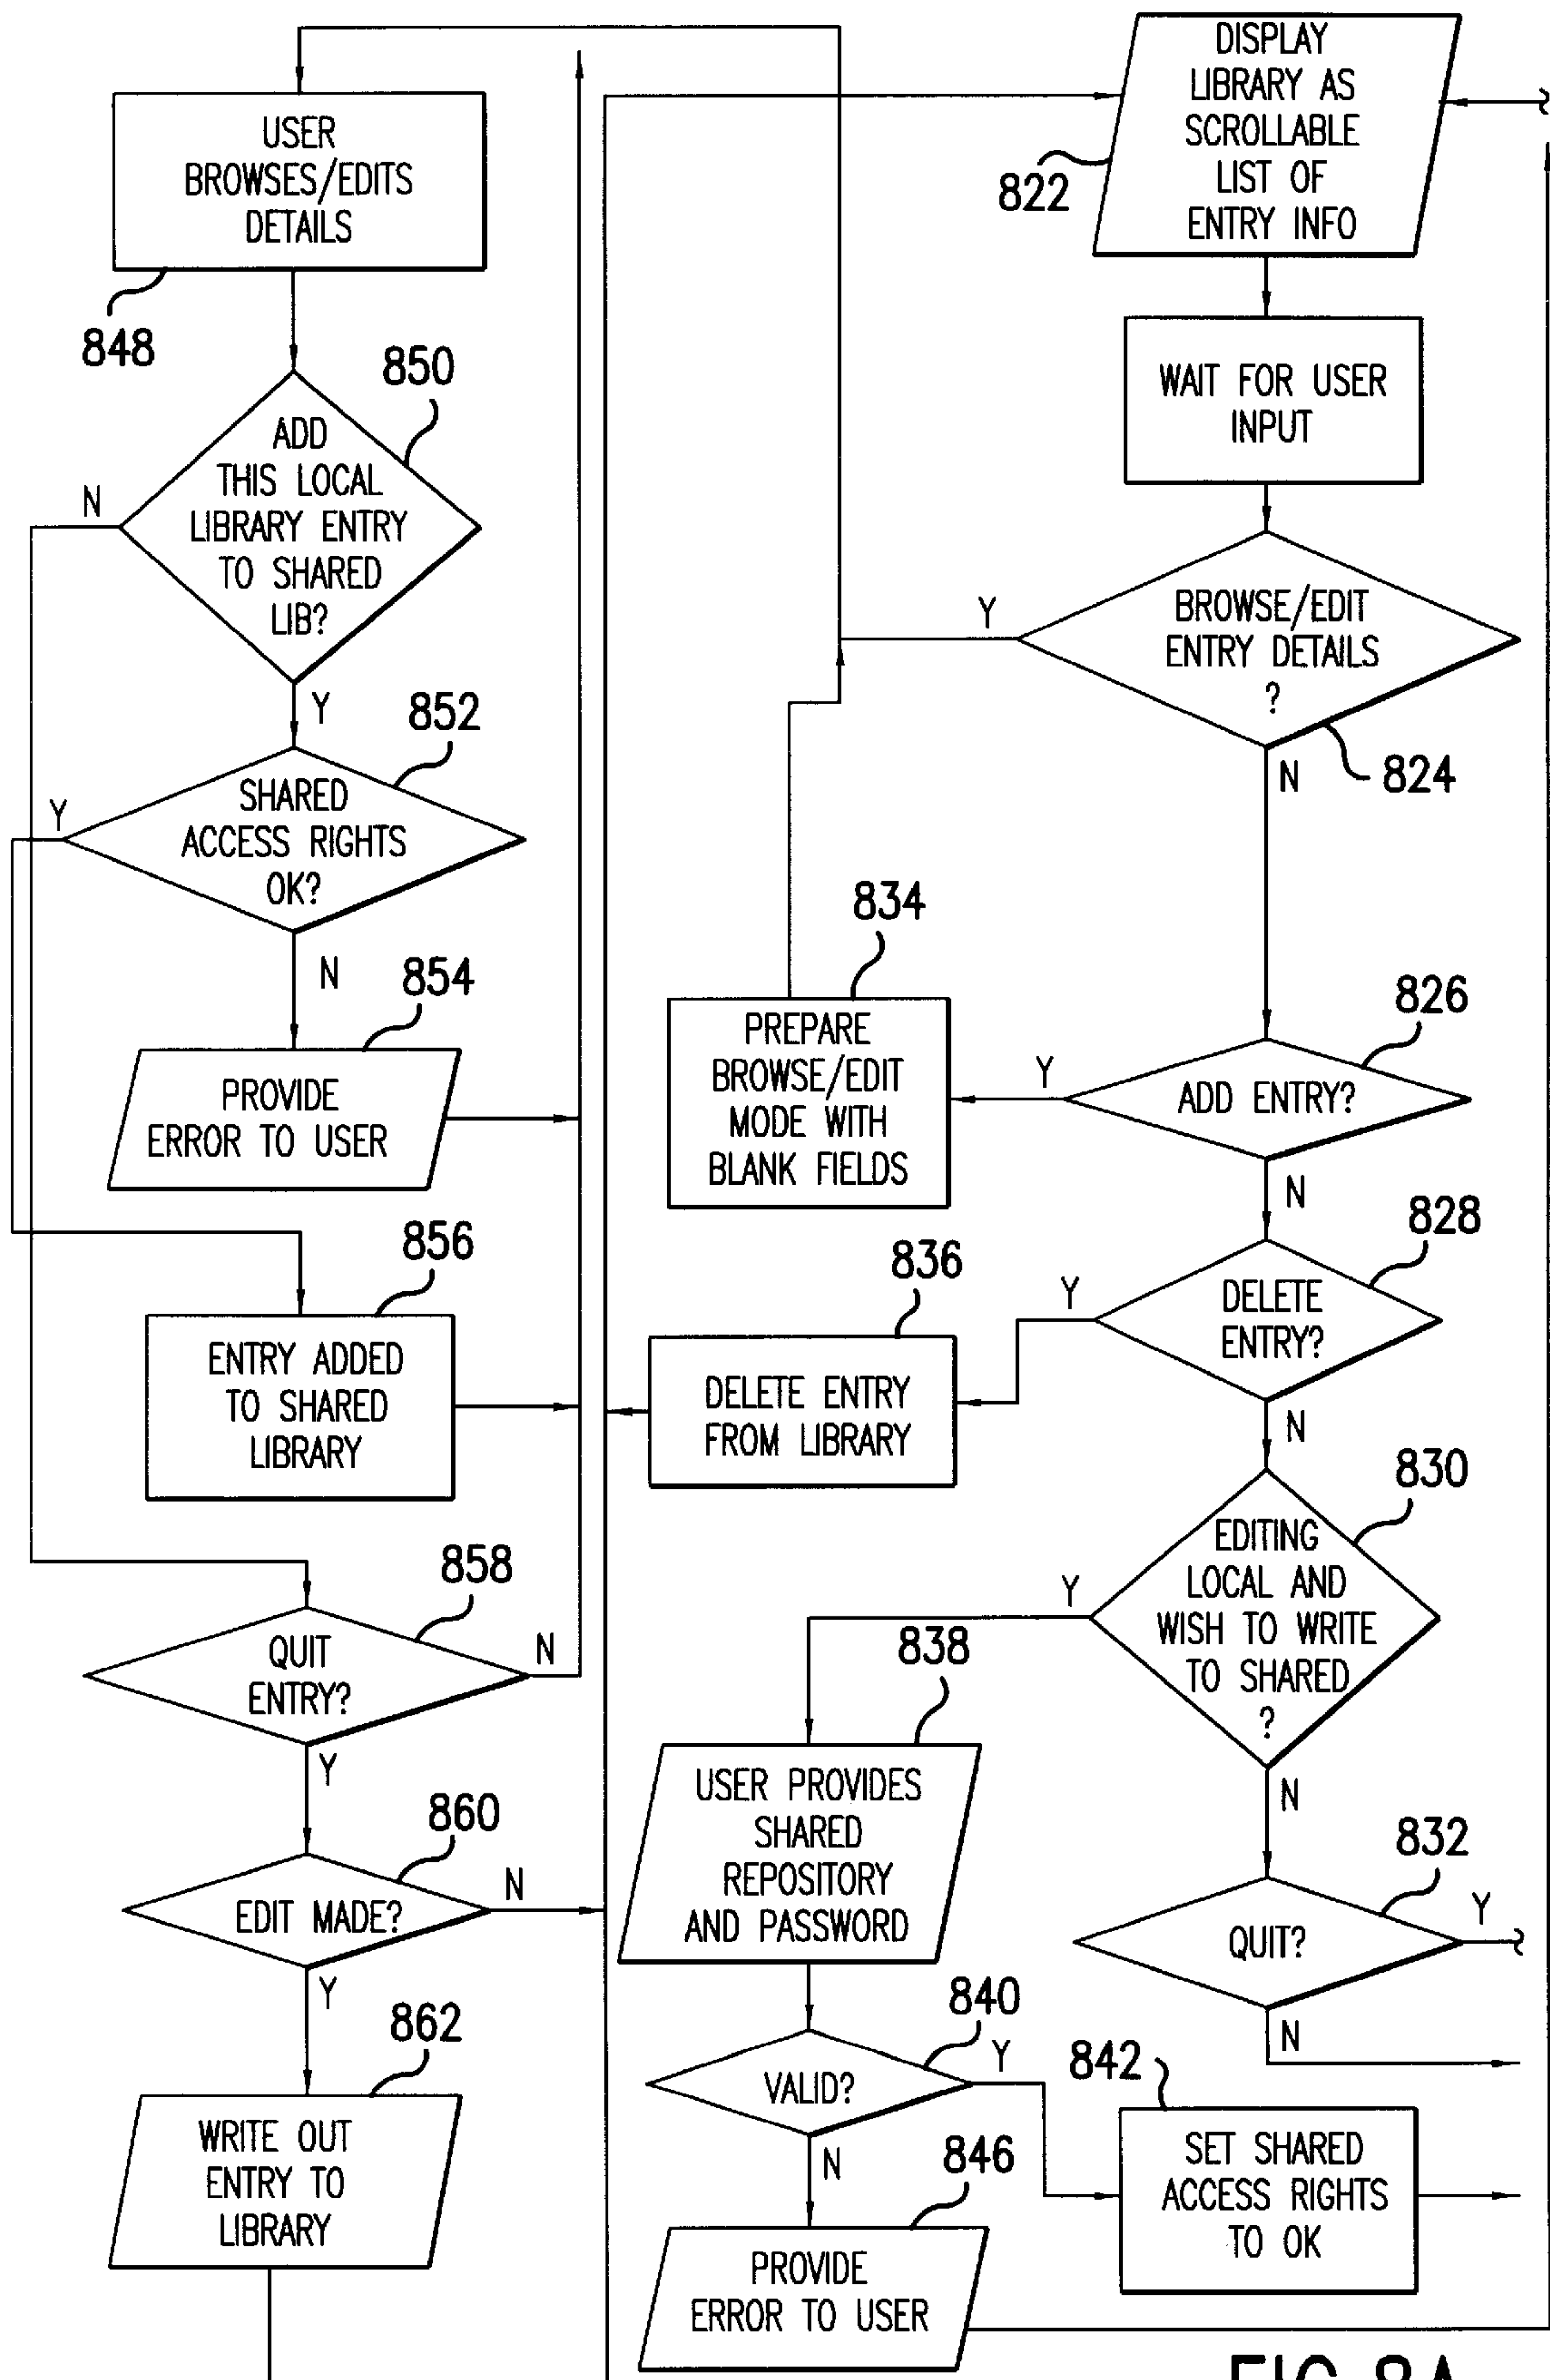 USER
BROWSES/EDITS
DETAILS
848
ADD
THIS LOCAL
LIBRARY ENTRY
TO SHARED
LIB?
850
N
Y
SHARED
ACCESS RIGHTS
OK?
852
Y
N
PROVIDE
ERROR TO USER
854
ENTRY ADDED
TO SHARED
LIBRARY
856
QUIT
ENTRY?
858
N
Y
EDIT MADE?
860
N
Y
WRITE OUT
ENTRY TO
LIBRARY
862
DISPLAY
LIBRARY AS
SCROLLABLE
LIST OF
ENTRY INFO
822
WAIT FOR USER
INPUT
BROWSE/EDIT
ENTRY DETAILS
?
824
Y
N
ADD ENTRY?
826
Y
N
PREPARE
BROWSE/EDIT
MODE WITH
BLANK FIELDS
834
DELETE
ENTRY?
828
Y
N
DELETE ENTRY
FROM LIBRARY
836
EDITING
LOCAL AND
WISH TO WRITE
TO SHARED
?
830
Y
N
USER PROVIDES
SHARED
REPOSITORY
AND PASSWORD
838
QUIT?
832
Y
N
VALID?
840
Y
N
SET SHARED
ACCESS RIGHTS
TO OK
842
PROVIDE
ERROR TO USER
846
FIG.8A